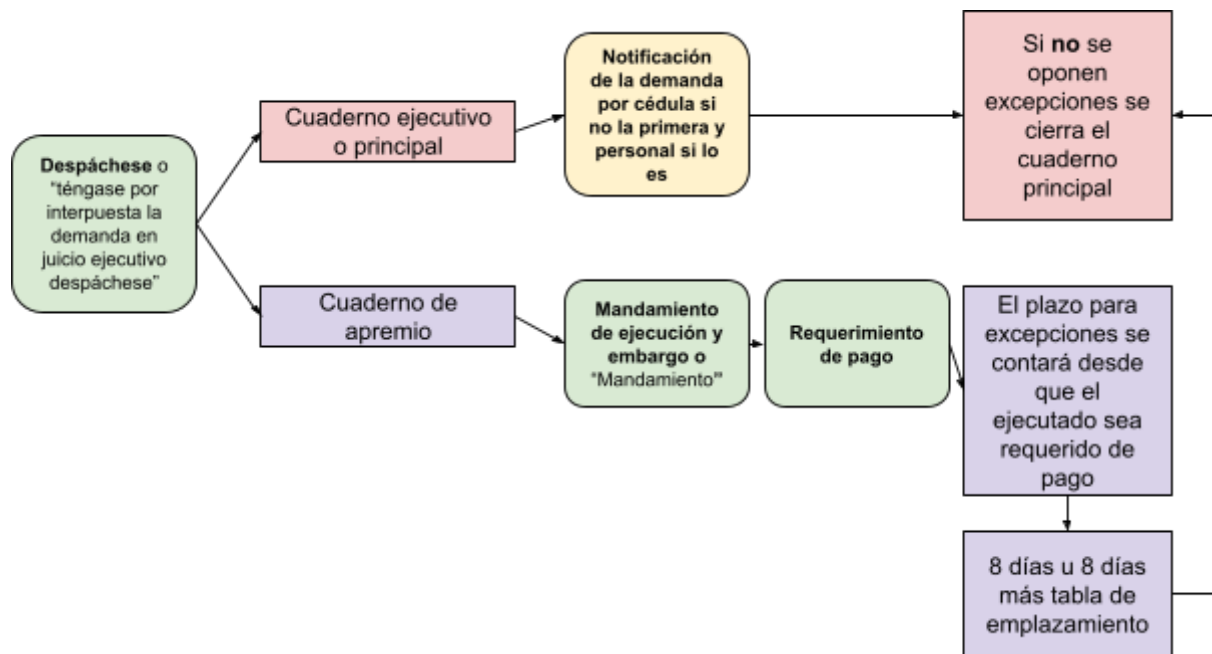 Despáchese o
"téngase por
interpuesta la
demanda en
juicio ejecutivo
despáchese"
Cuaderno ejecutivo
o principal
Notificación
de la demanda
por cédula si
no la primera y
personal si lo
es
Si no se
oponen
excepciones se
cierra el
cuaderno
principal
Cuaderno de
apremio
Mandamiento
de ejecución y
embargo o
"Mandamiento"
Requerimiento
de pago
El plazo para
excepciones se
contará desde
que el
ejecutado sea
requerido de
pago
8 días u 8 días
más tabla de
emplazamiento